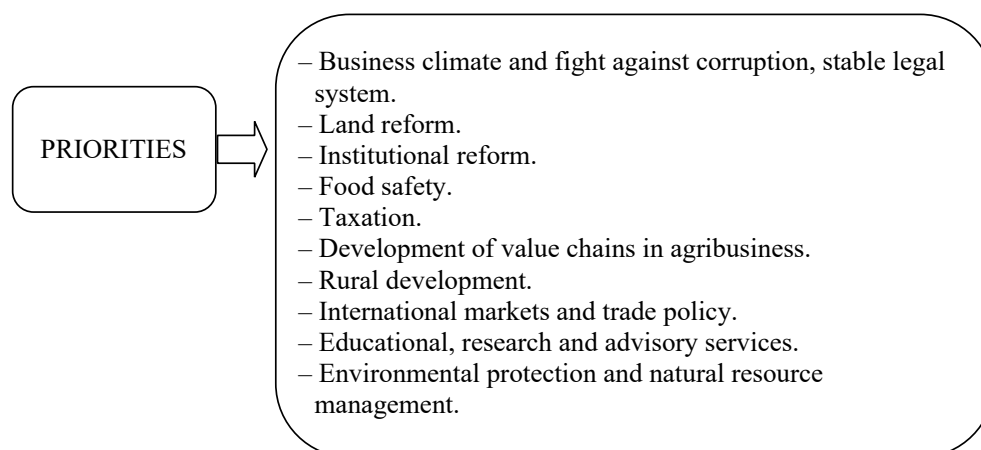 PRIORITIES
– Business climate and fight against corruption, stable legal
system.
– Land reform.
– Institutional reform.
– Food safety.
– Taxation.
– Development of value chains in agribusiness.
– Rural development.
– International markets and trade policy.
– Educational, research and advisory services.
– Environmental protection and natural resource
management.